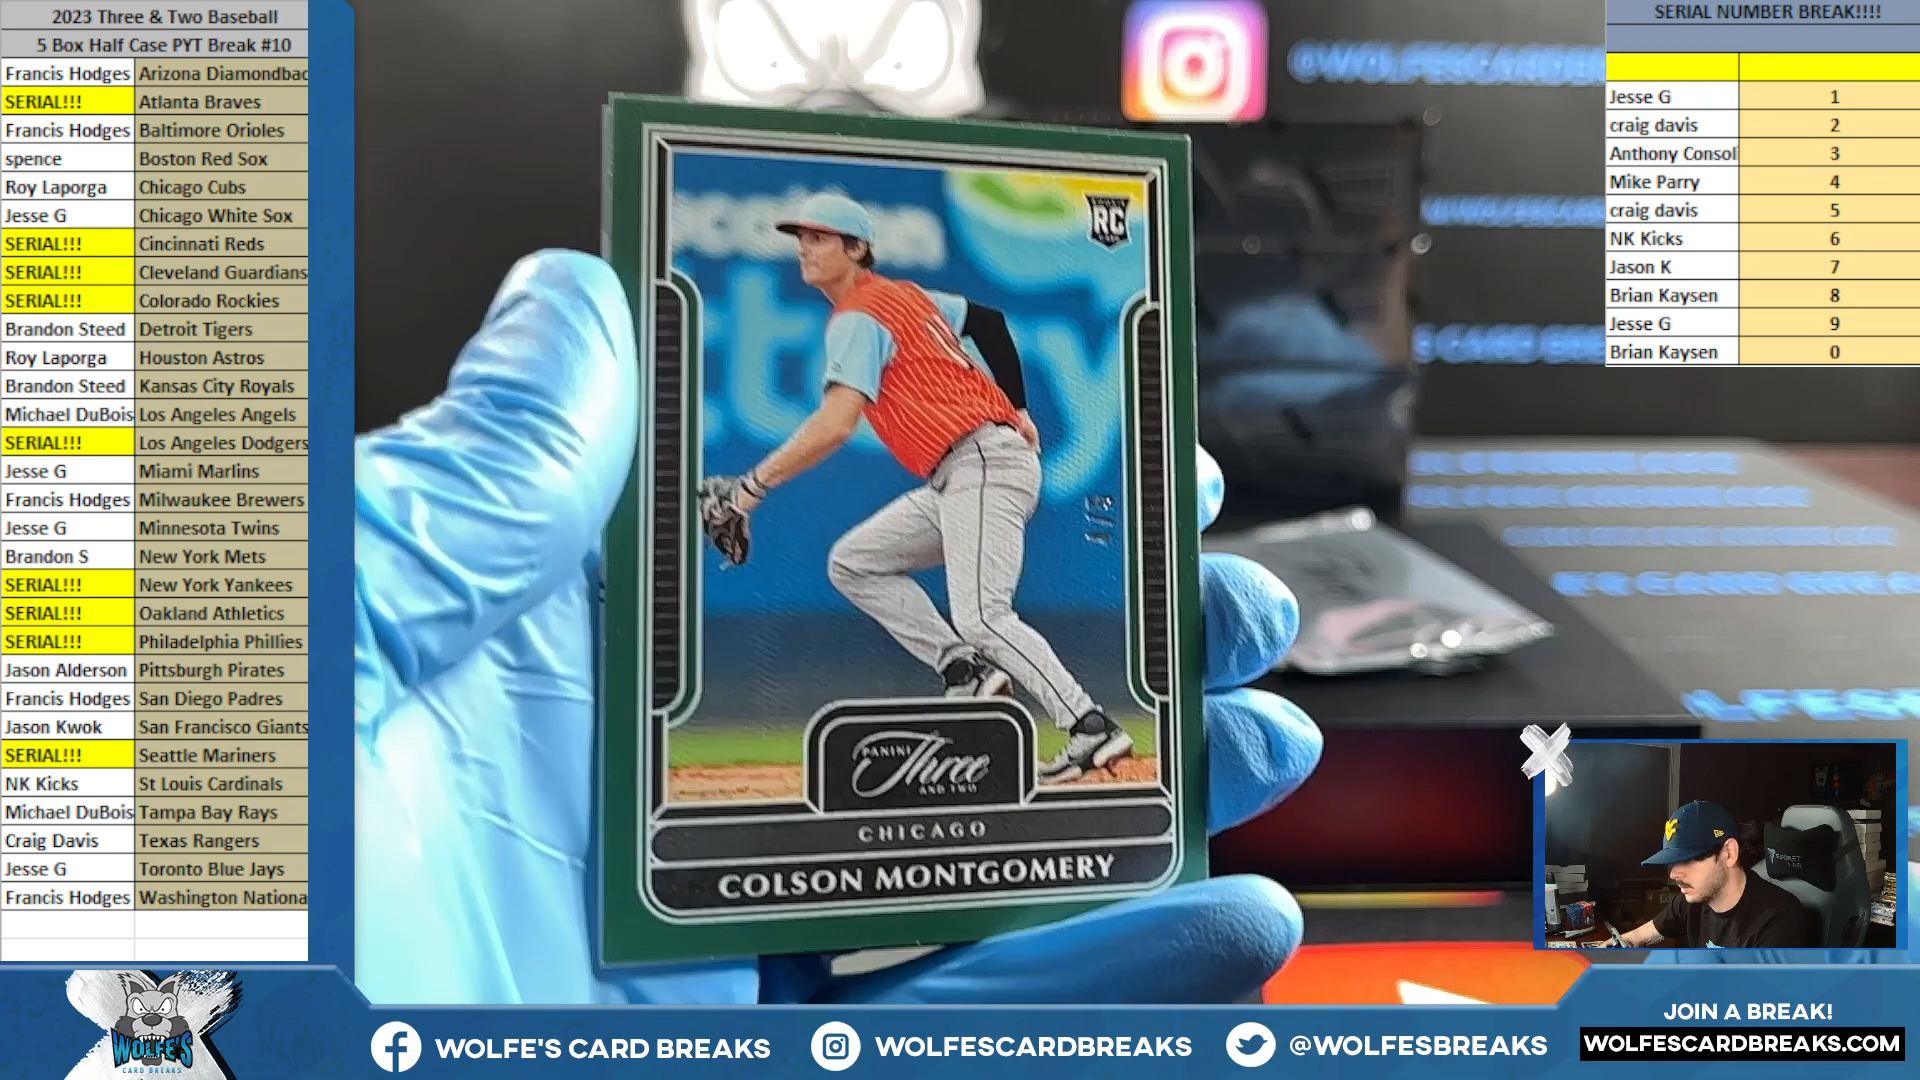 2023 Three & Two Baseball
5 Box Half Case PYT Break #10
Francis Hodges Arizona Diamondbac
SERIAL!!! Atlanta Braves
Francis Hodges Baltimore Orioles
spence Boston Red Sox
Roy Laporga Chicago Cubs
Jesse G Chicago White Sox
SERIAL!!! Cincinnati Reds
SERIAL!!! Cleveland Guardians
SERIAL!!! Colorado Rockies
Brandon Steed Detroit Tigers
Roy Laporga Houston Astros
Brandon Steed Kansas City Royals
Michael DuBois Los Angeles Angels
SERIAL!!! Los Angeles Dodgers
Jesse G Miami Marlins
Francis Hodges Milwaukee Brewers
Jesse G Minnesota Twins
Brandon S New York Mets
SERIAL!!! New York Yankees
SERIAL!!! Oakland Athletics
SERIAL!!! Philadelphia Phillies
Jason Alderson Pittsburgh Pirates
Francis Hodges San Diego Padres
Jason Kwok San Francisco Giants
SERIAL!!! Seattle Mariners
NK Kicks St Louis Cardinals
Michael DuBois Tampa Bay Rays
Craig Davis Texas Rangers
Jesse G Toronto Blue Jays
Francis Hodges Washington Nationa
SERIAL NUMBER BREAK!!!!
Jesse G 1
craig davis 2
Anthony Consol 3
Mike Parry 4
craig davis 5
NK Kicks 6
Jason K 7
Brian Kaysen 8
Jesse G 9
Brian Kaysen 0
RC
PANINI
Three
AND TWO
CHICAGO
COLSON MONTGOMERY
WOLFE'S
CARD BREAKS
WOLFE'S CARD BREAKS
WOLFESCARDBREAKS
@WOLFESBREAKS
JOIN A BREAK!
WOLFESCARDBREAKS.COM